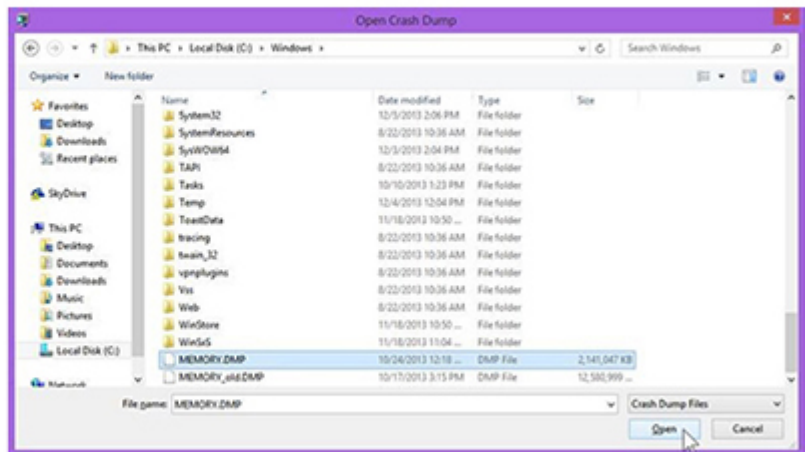 Open Crash Dump
This PC Local Disk (C:) Windows Search Windows
Organize New folder
Name Date modified Type Size
Favorites
Desktop
Downloads
Recent places
SkyDrive
This PC
Desktop
Documents
Downloads
Music
Pictures
Videos
Local Disk (C:)
Network
System32 12/3/2013 2:06 PM File folder
SystemResources 8/22/2013 10:36 AM File folder
SysWOW64 12/3/2013 2:04 PM File folder
TAPI 8/22/2013 10:36 AM File folder
Tasks 10/10/2013 1:23 PM File folder
Temp 12/4/2013 12:04 PM File folder
ToastData 11/18/2013 10:50 ... File folder
tracing 8/22/2013 10:36 AM File folder
twain_32 8/22/2013 10:36 AM File folder
vpnplugins 8/22/2013 10:36 AM File folder
Vss 8/22/2013 10:36 AM File folder
Web 8/22/2013 10:36 AM File folder
WinStore 11/18/2013 10:50 ... File folder
WinSxS 11/18/2013 11:04 ... File folder
MEMORY.DMP 10/24/2013 12:18 ... DMP File 2,141,047 KB
MEMORY_old.DMP 10/17/2013 3:15 PM DMP File 12,580,999 ...
File name: MEMORY.DMP Crash Dump Files
Open Cancel